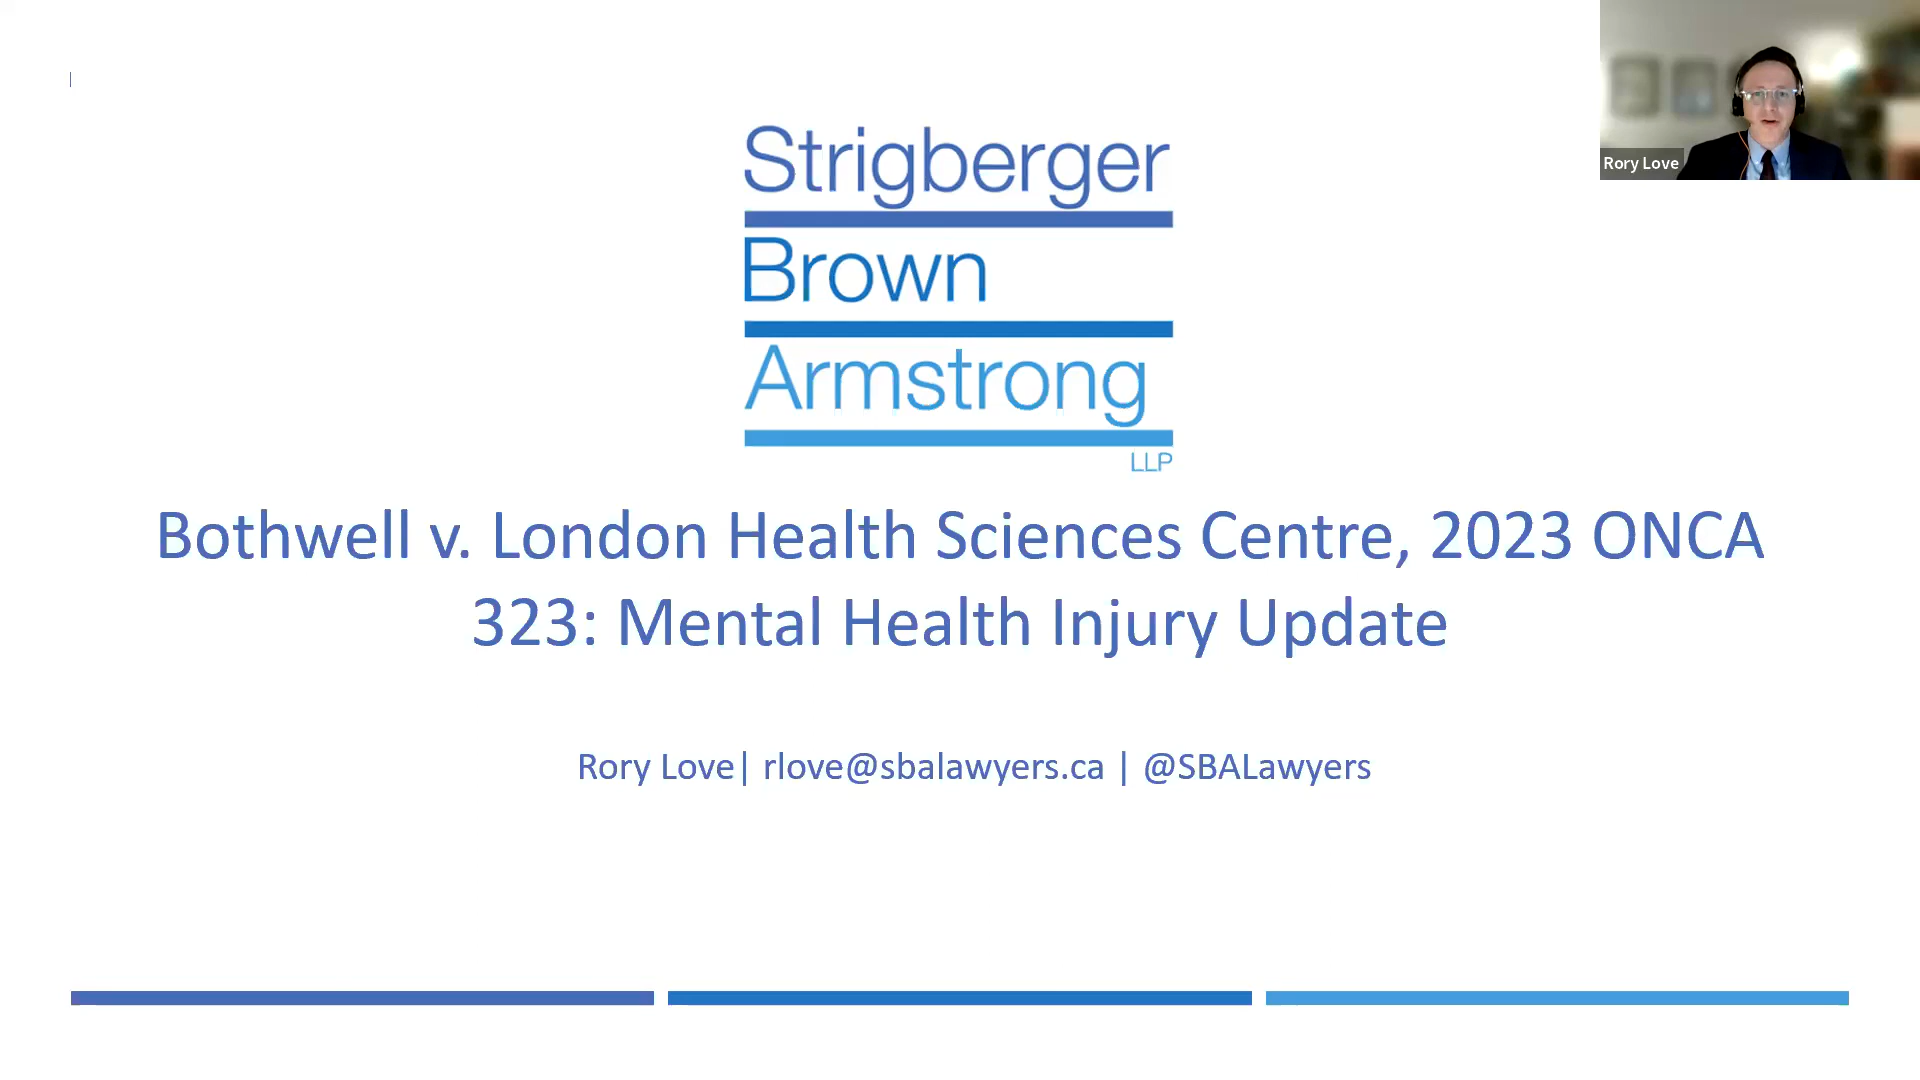 Rory Love
Strigberger
Brown
Armstrong
LLP
Bothwell v. London Health Sciences Centre, 2023 ONCA
323: Mental Health Injury Update
Rory Love| rlove@sbalawyers.ca | @SBALawyers